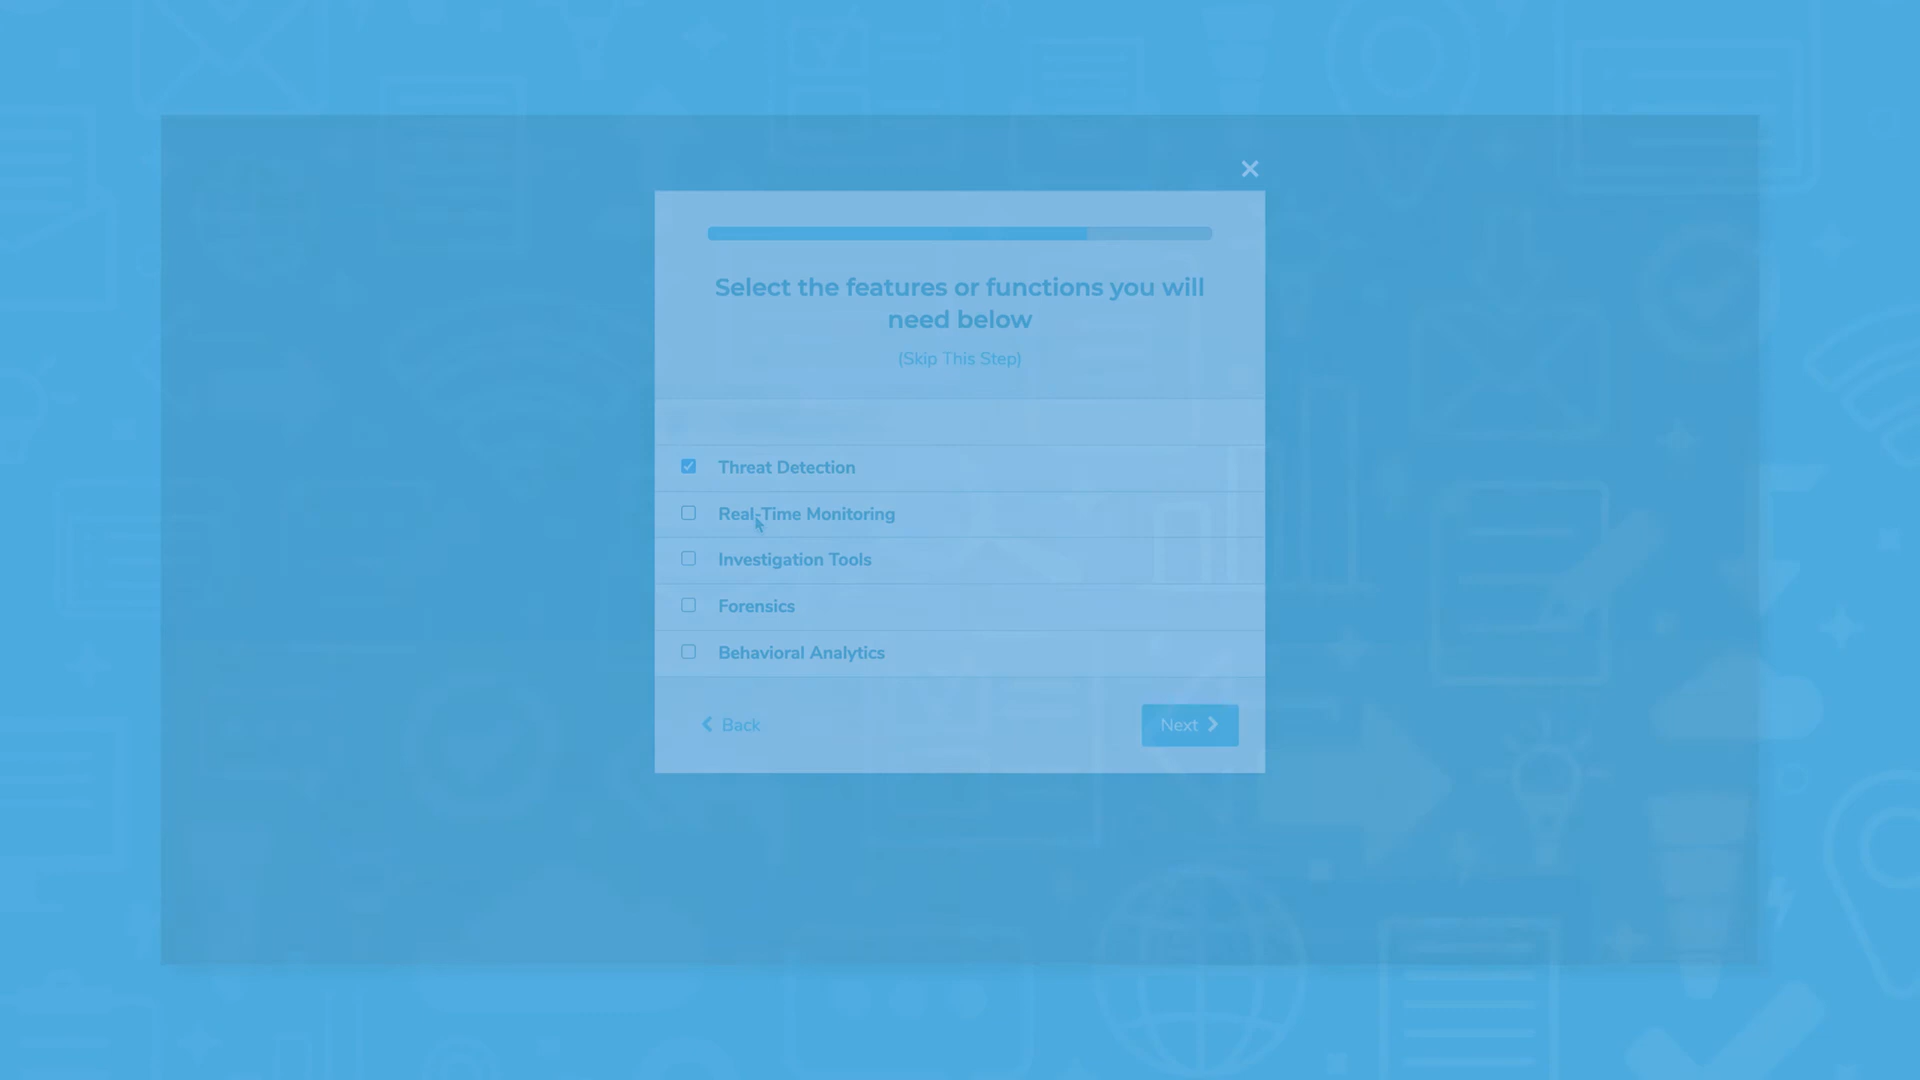 Select the features or functions you will
need below
(Skip This Step)
Threat Detection
Real-Time Monitoring
Investigation Tools
Forensics
Behavioral Analytics
Back
Next